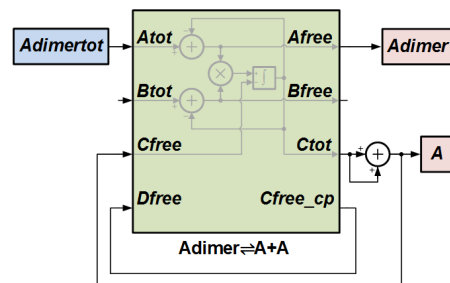 Adimertot
Atot
Afree
Adimer
Btot
Bfree
Cfree
Ctot
A
Dfree
Cfree_cp
Adimer⇌A+A